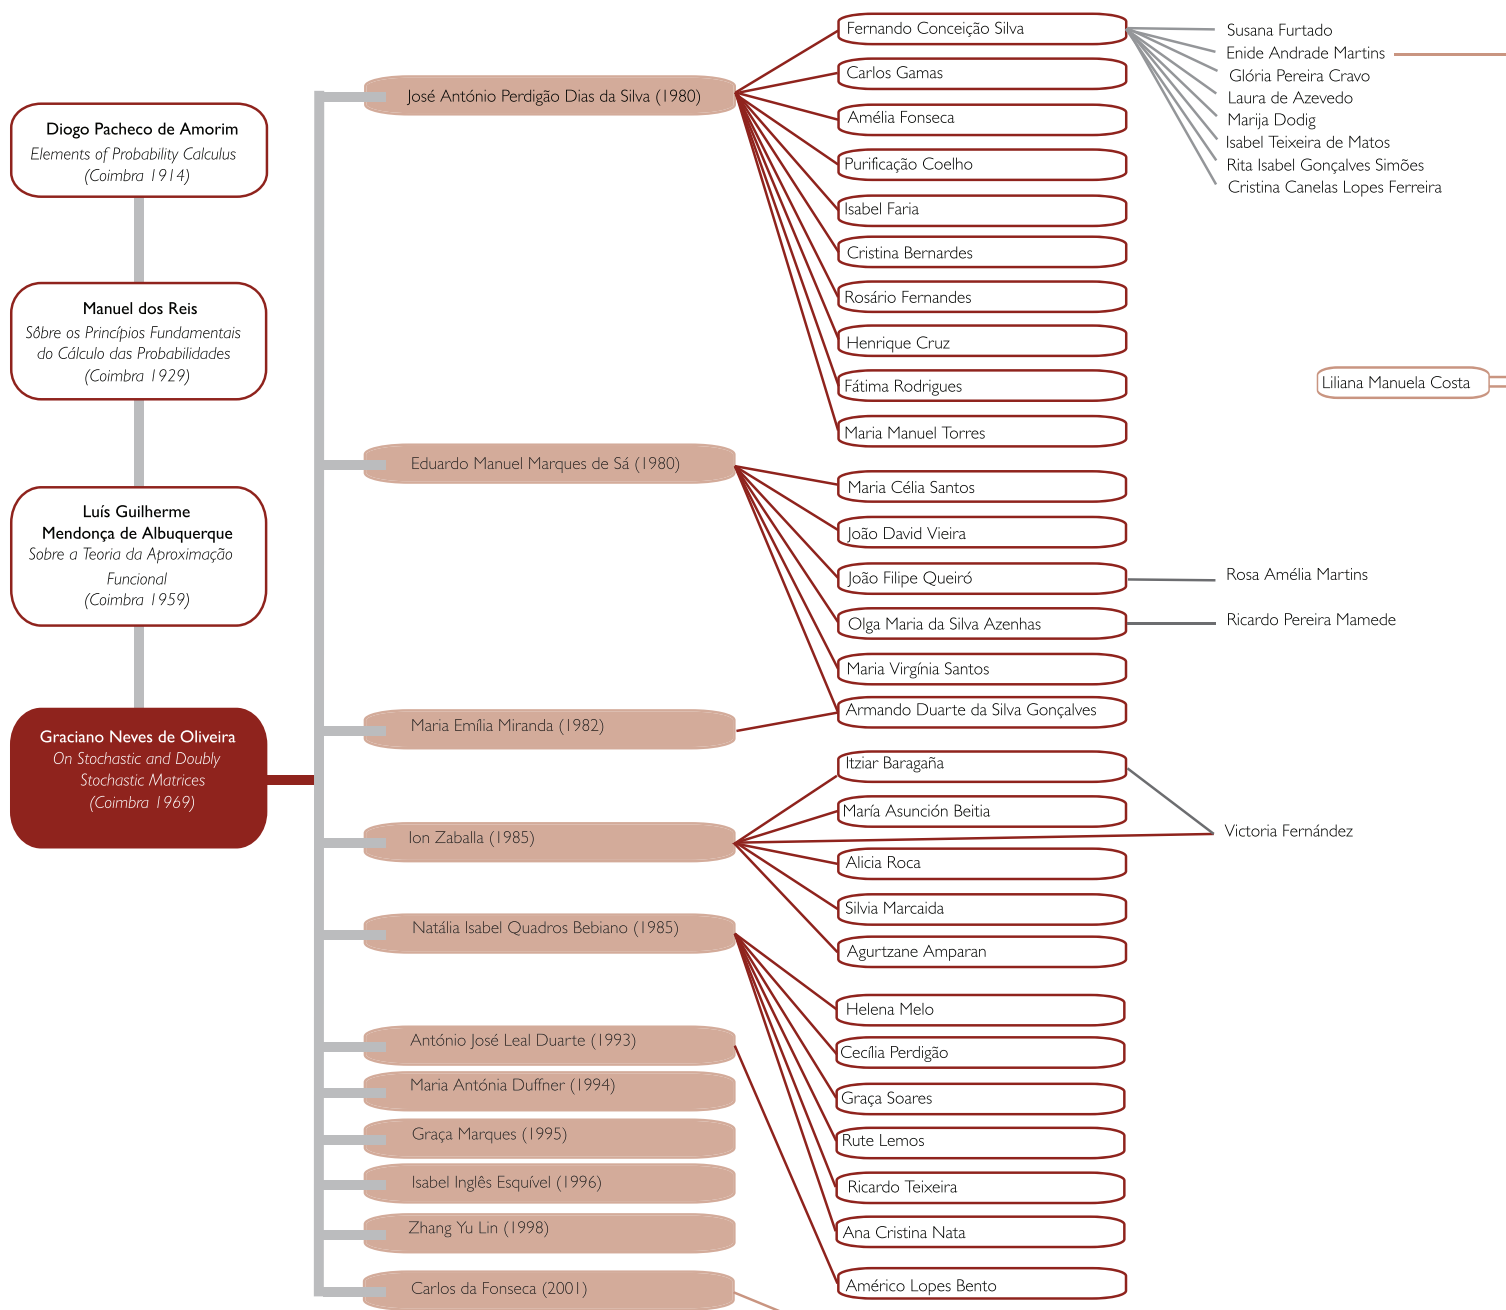 Diogo Pacheco de Amorim
Elements of Probability Calculus
(Coimbra 1914)
Manuel dos Reis
Sôbre os Princípios Fundamentais
do Cálculo das Probabilidades
(Coimbra 1929)
Luís Guilherme
Mendonça de Albuquerque
Sobre a Teoria da Aproximação
Funcional
(Coimbra 1959)
Graciano Neves de Oliveira
On Stochastic and Doubly
Stochastic Matrices
(Coimbra 1969)
José António Perdigão Dias da Silva (1980)
Eduardo Manuel Marques de Sá (1980)
Maria Emília Miranda (1982)
Ion Zaballa (1985)
Natália Isabel Quadros Bebiano (1985)
António José Leal Duarte (1993)
Maria Antónia Duffner (1994)
Graça Marques (1995)
Isabel Inglês Esquível (1996)
Zhang Yu Lin (1998)
Carlos da Fonseca (2001)
Fernando Conceição Silva
Carlos Gamas
Amélia Fonseca
Purificação Coelho
Isabel Faria
Cristina Bernardes
Rosário Fernandes
Henrique Cruz
Fátima Rodrigues
Maria Manuel Torres
Maria Célia Santos
João David Vieira
João Filipe Queiró
Olga Maria da Silva Azenhas
Maria Virgínia Santos
Armando Duarte da Silva Gonçalves
Itziar Baragaña
María Asunción Beitia
Alicia Roca
Silvia Marcaida
Agurtzane Amparan
Helena Melo
Cecília Perdigão
Graça Soares
Rute Lemos
Ricardo Teixeira
Ana Cristina Nata
Américo Lopes Bento
Susana Furtado
Enide Andrade Martins
Glória Pereira Cravo
Laura de Azevedo
Marija Dodig
Isabel Teixeira de Matos
Rita Isabel Gonçalves Simões
Cristina Canelas Lopes Ferreira
Liliana Manuela Costa
Rosa Amélia Martins
Ricardo Pereira Mamede
Victoria Fernández